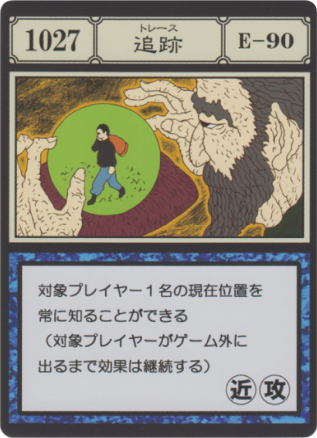 1027
トレース
追跡
E-90
対象プレイヤー1名の現在位置を
常に知ることができる
(対象プレイヤーがゲーム外に
出るまで効果は継続する)
近 攻